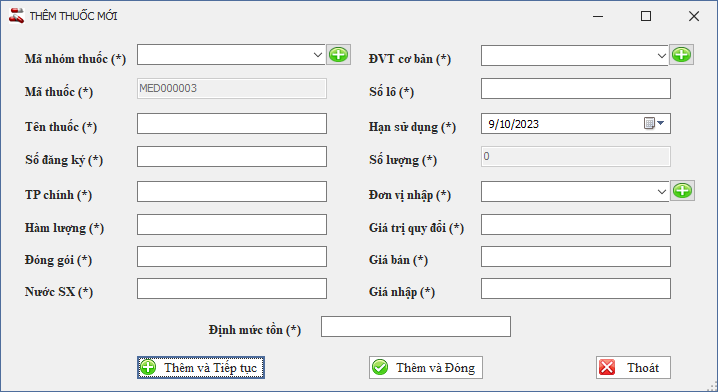 THÊM THUỐC MỚI
Mã nhóm thuốc (*)
ĐVT cơ bản (*)
Mã thuốc (*) MED000003
Số lô (*)
Tên thuốc (*)
Hạn sử dụng (*) 9/10/2023
Số đăng ký (*)
Số lượng (*) 0
TP chính (*)
Đơn vị nhập (*)
Hàm lượng (*)
Giá trị quy đổi (*)
Đóng gói (*)
Giá bán (*)
Nước SX (*)
Giá nhập (*)
Định mức tồn (*)
Thêm và Tiếp tục
Thêm và Đóng
Thoát